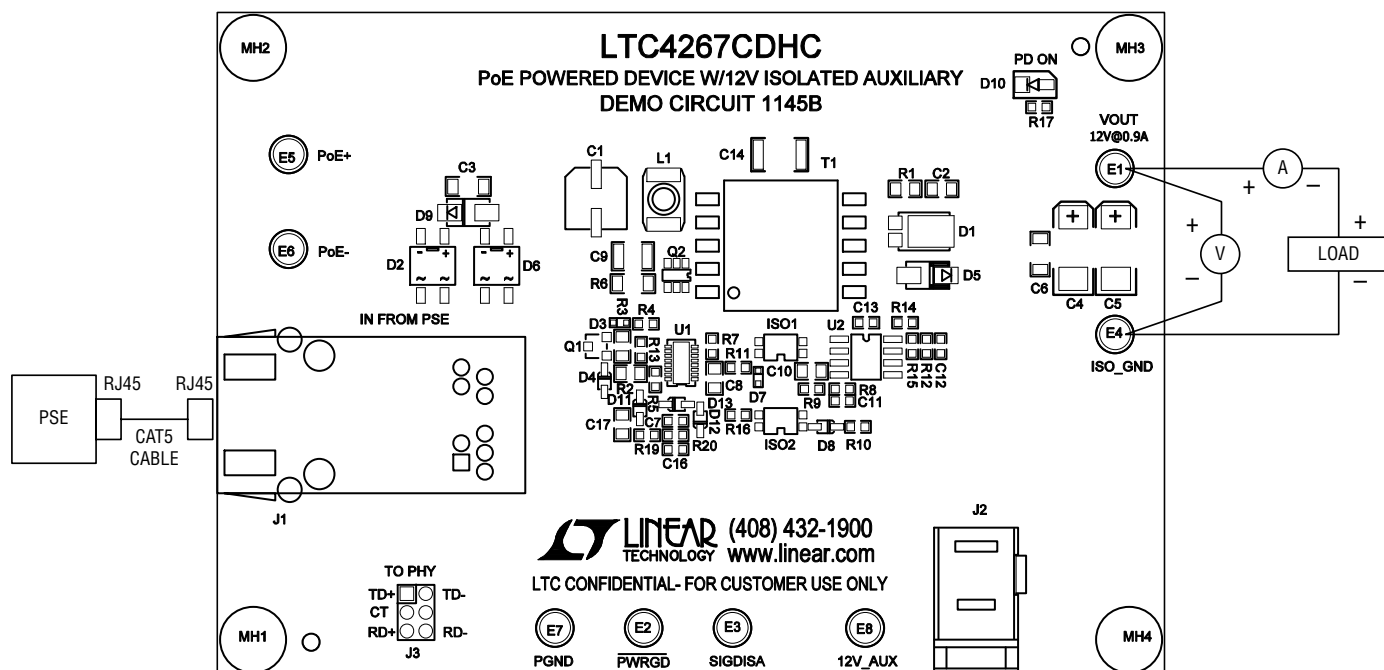 LTC4267CDHC
PoE POWERED DEVICE W/12V ISOLATED AUXILIARY
DEMO CIRCUIT 1145B
MH2
MH3
PD ON
D10
R17
VOUT
12V@0.9A
E1
A
+
–
+
V
–
+
LOAD
–
E5
PoE+
E6
PoE-
C3
D9
D2
- +
~ ~
D6
- +
~ ~
C1
L1
C14
T1
R1
C2
D1
D5
+
+
C6
C4
C5
E4
ISO_GND
C9
Q2
R6
IN FROM PSE
D3
R3
R4
Q1
R13
U1
R7
ISO1
U2
C13
R14
D4
R2
R11
C10
C8
D7
R15
R12
C12
D11
R5
D13
R9
R8
C11
C17
C7
D12
R16
ISO2
D8
R10
R19
R20
C16
PSE
RJ45
RJ45
CAT5
CABLE
J1
LINEAR
TECHNOLOGY
(408) 432-1900
www.linear.com
LTC CONFIDENTIAL- FOR CUSTOMER USE ONLY
J2
TO PHY
TD+
TD-
CT
RD+
RD-
J3
MH1
E7
PGND
E2
PWRGD
E3
SIGDISA
E8
12V_AUX
MH4